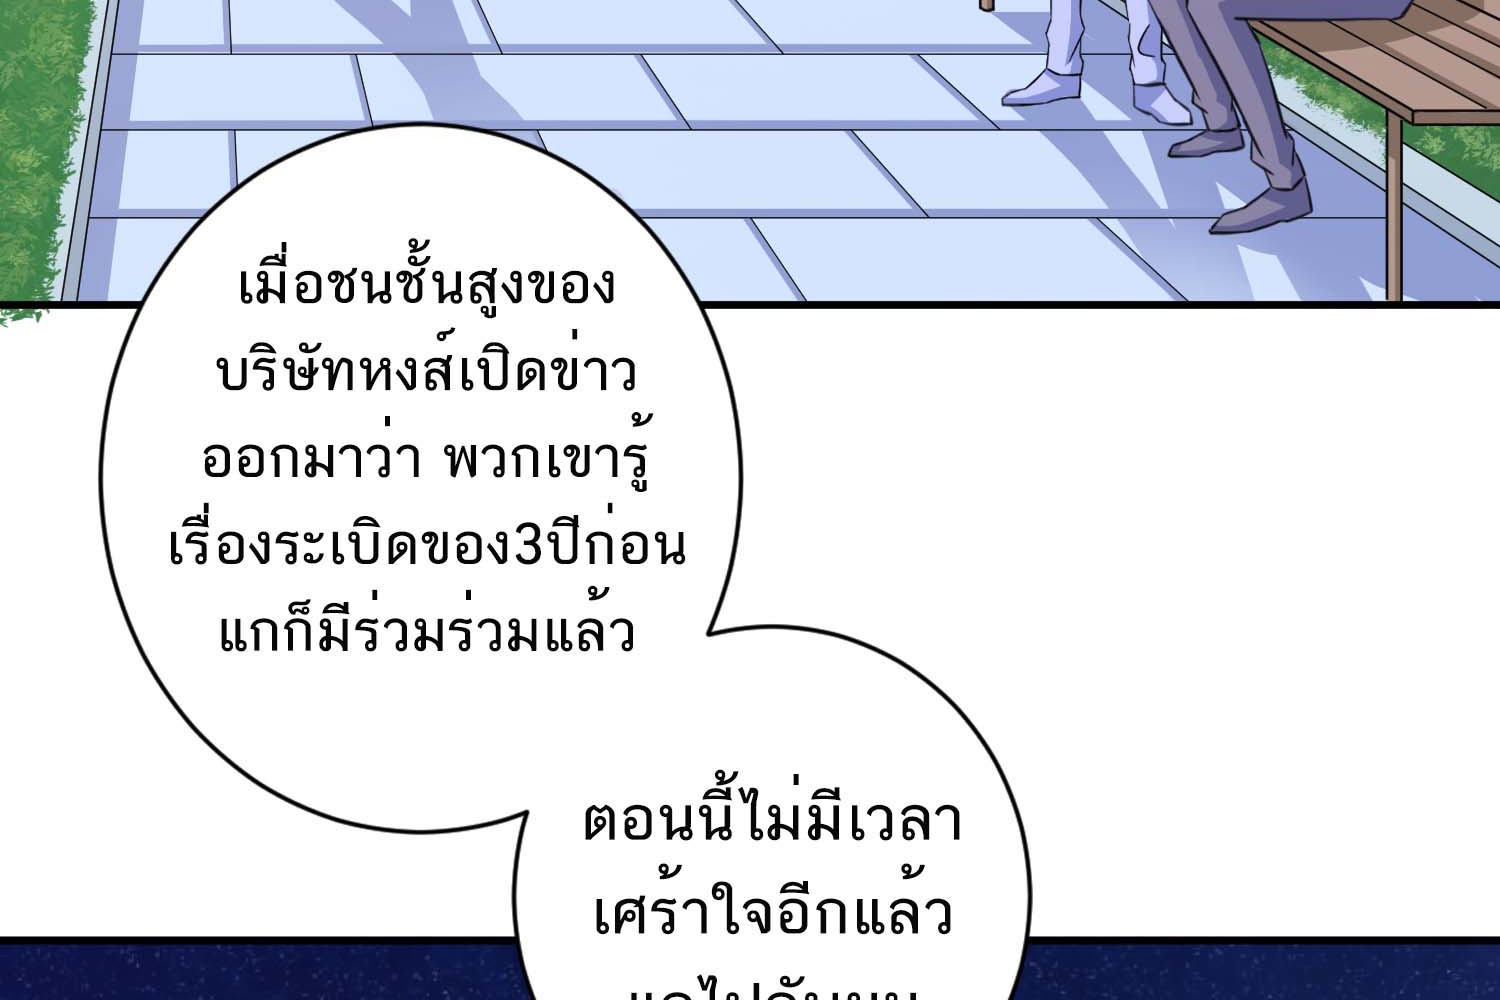 เมื่อชนชั้นสูงของ
บริษัทหงส์เปิดข่าว
ออกมาว่า พวกเขารู้
เรื่องระเบิดของ3ปีก่อน
แกก็มีร่วมร่วมแล้ว
ตอนนี้ไม่มีเวลา
เศร้าใจอีกแล้ว